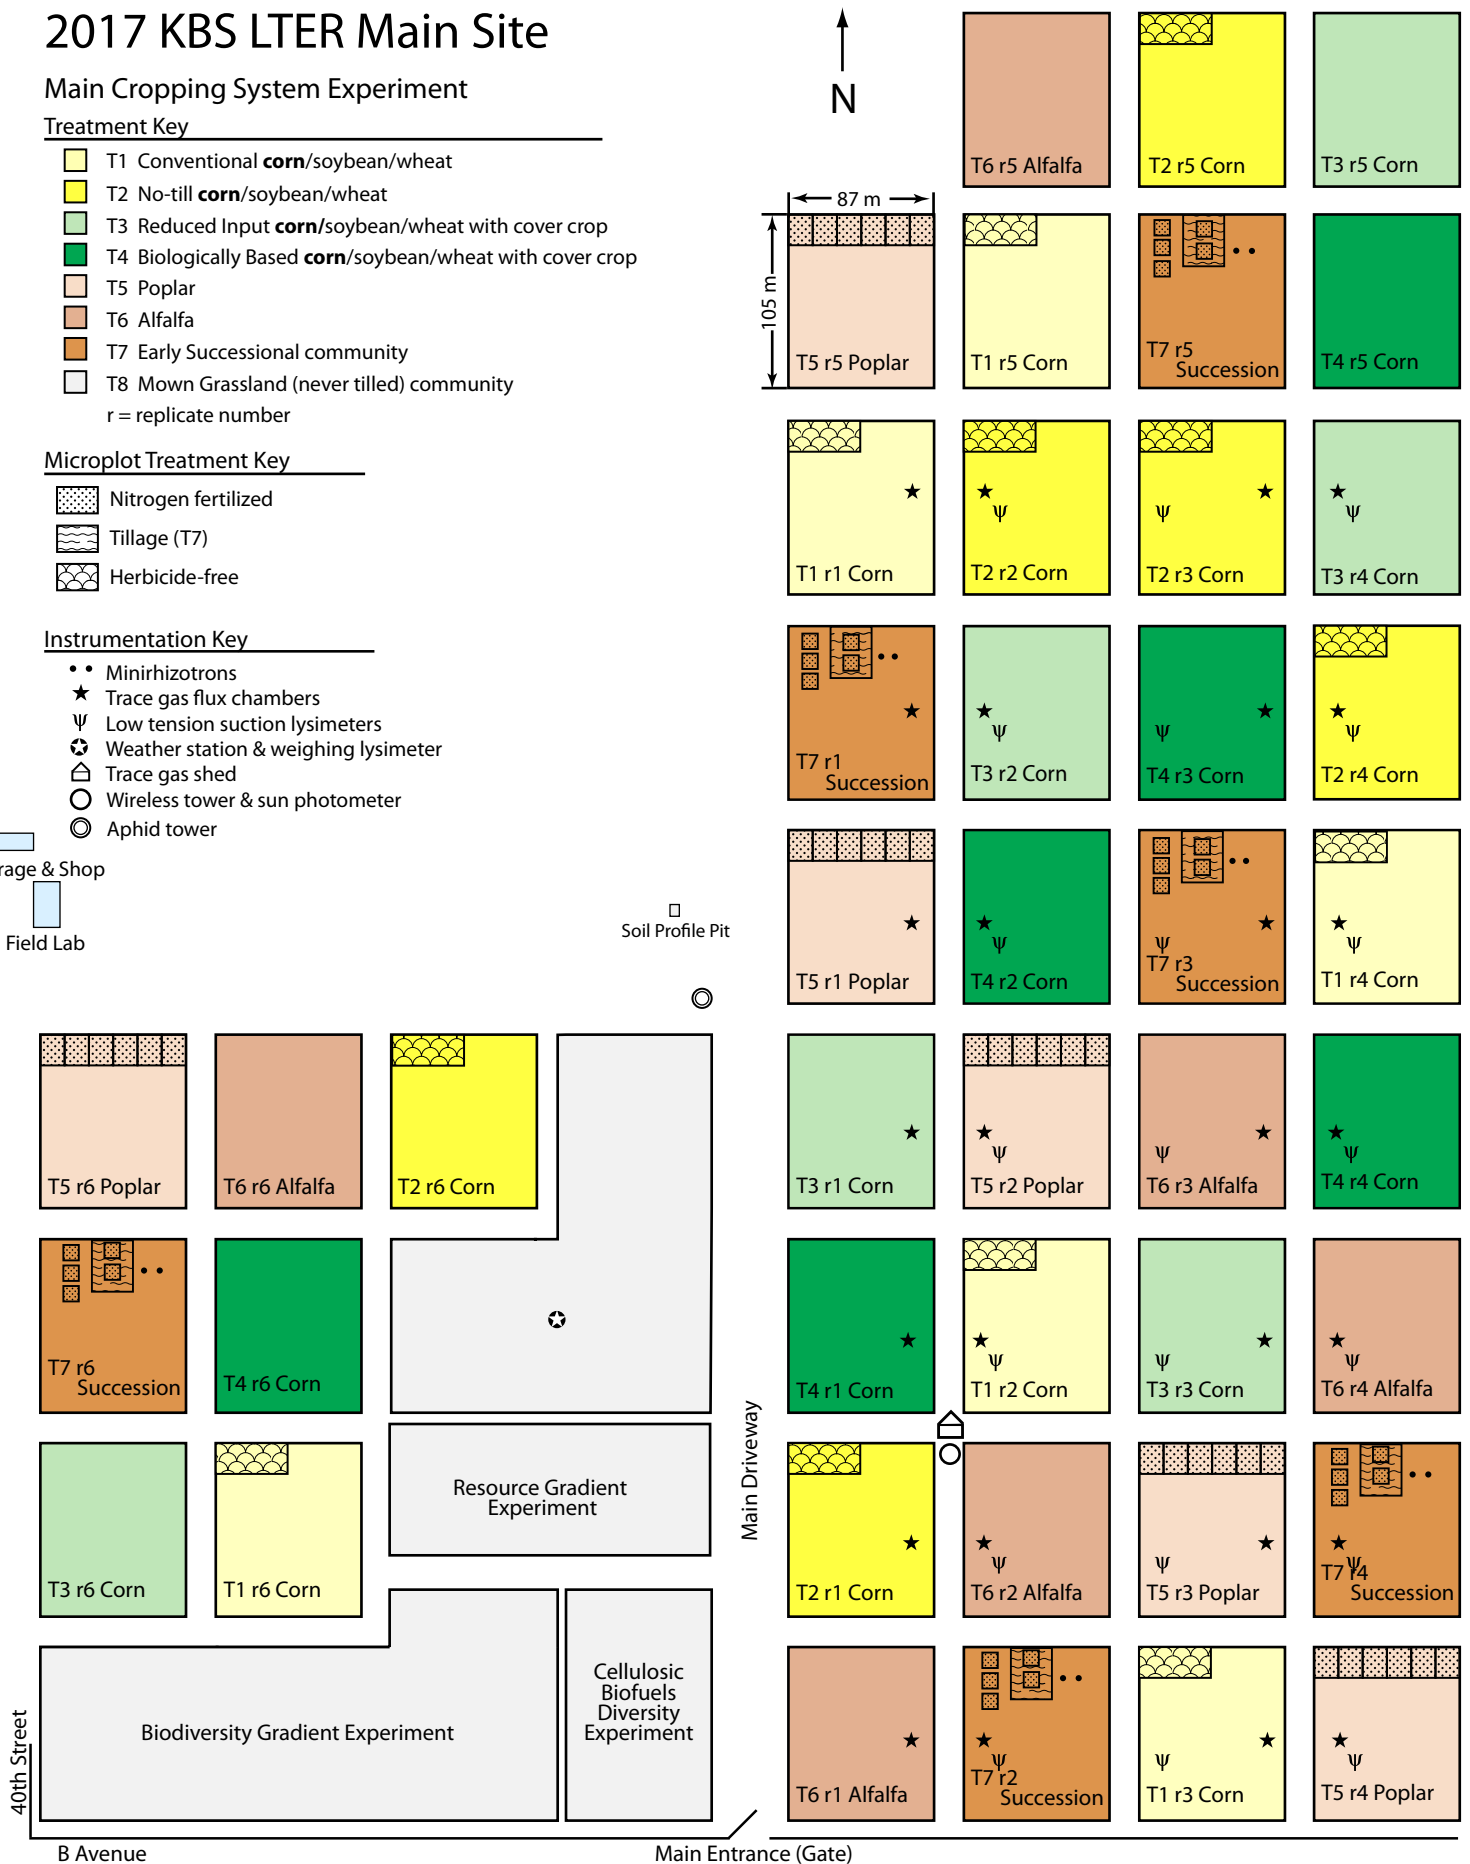 2017 KBS LTER Main Site
Main Cropping System Experiment
Treatment Key
T1 Conventional corn/soybean/wheat
T2 No-till corn/soybean/wheat
T3 Reduced Input corn/soybean/wheat with cover crop
T4 Biologically Based corn/soybean/wheat with cover crop
T5 Poplar
T6 Alfalfa
T7 Early Successional community
T8 Mown Grassland (never tilled) community
r = replicate number
Microplot Treatment Key
Nitrogen fertilized
Tillage (T7)
Herbicide-free
Instrumentation Key
Minirhizotrons
Trace gas flux chambers
Low tension suction lysimeters
Weather station & weighing lysimeter
Trace gas shed
Wireless tower & sun photometer
Aphid tower
rage & Shop
Field Lab
Soil Profile Pit
N
T6 r5 Alfalfa
T2 r5 Corn
T3 r5 Corn
87 m
105 m
T5 r5 Poplar
T1 r5 Corn
T7 r5
Succession
T4 r5 Corn
T1 r1 Corn
T2 r2 Corn
T2 r3 Corn
T3 r4 Corn
T7 r1
Succession
T3 r2 Corn
T4 r3 Corn
T2 r4 Corn
T5 r1 Poplar
T4 r2 Corn
T7 r3
Succession
T1 r4 Corn
T5 r6 Poplar
T6 r6 Alfalfa
T2 r6 Corn
T3 r1 Corn
T5 r2 Poplar
T6 r3 Alfalfa
T4 r4 Corn
T7 r6
Succession
T4 r6 Corn
T4 r1 Corn
T1 r2 Corn
T3 r3 Corn
T6 r4 Alfalfa
Resource Gradient
Experiment
Main Driveway
T3 r6 Corn
T1 r6 Corn
T2 r1 Corn
T6 r2 Alfalfa
T5 r3 Poplar
T7 r4
Succession
Biodiversity Gradient Experiment
Cellulosic
Biofuels
Diversity
Experiment
T6 r1 Alfalfa
T7 r2
Succession
T1 r3 Corn
T5 r4 Poplar
40th Street
B Avenue
Main Entrance (Gate)